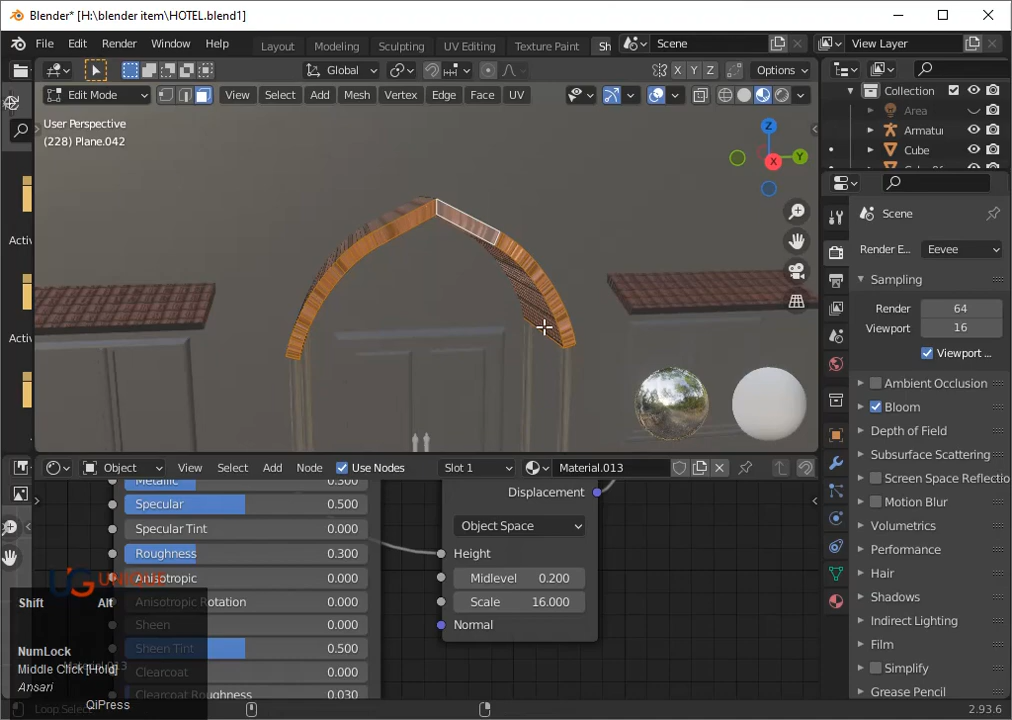 Blender* [H:\blender item\HOTEL.blend1]
File Edit Render Window Help Layout Modeling Sculpting UV Editing Texture Paint Sh Scene View Layer
Global Options
X Y Z
Edit Mode View Select Add Mesh Vertex Edge Face UV
Collection
Area
Armatu
Cube
User Perspective
(228) Plane.042
Z
Y
X
Activ
Activ
Scene
Render E... Eevee
Sampling
Render 64
Viewport 16
Viewport ...
Ambient Occlusion
Bloom
Depth of Field
Subsurface Scattering
Screen Space Reflectio
Motion Blur
Volumetrics
Performance
Hair
Shadows
Indirect Lighting
Film
Simplify
Grease Pencil
Object View Select Add Node Use Nodes Slot 1 Material.013
Metallic 0.300
Specular 0.500
Specular Tint 0.000
Roughness 0.300
Anisotropic 0.000
Anisotropic Rotation 0.000
Sheen 0.000
Sheen Tint 0.500
Clearcoat 0.000
Clearcoat Roughness 0.030
Displacement
Object Space
Height
Midlevel 0.200
Scale 16.000
Normal
UG
Shift Alt
NumLock
Middle Click[Hold]
Ansari
QiPress
Loop Select
2.93.6